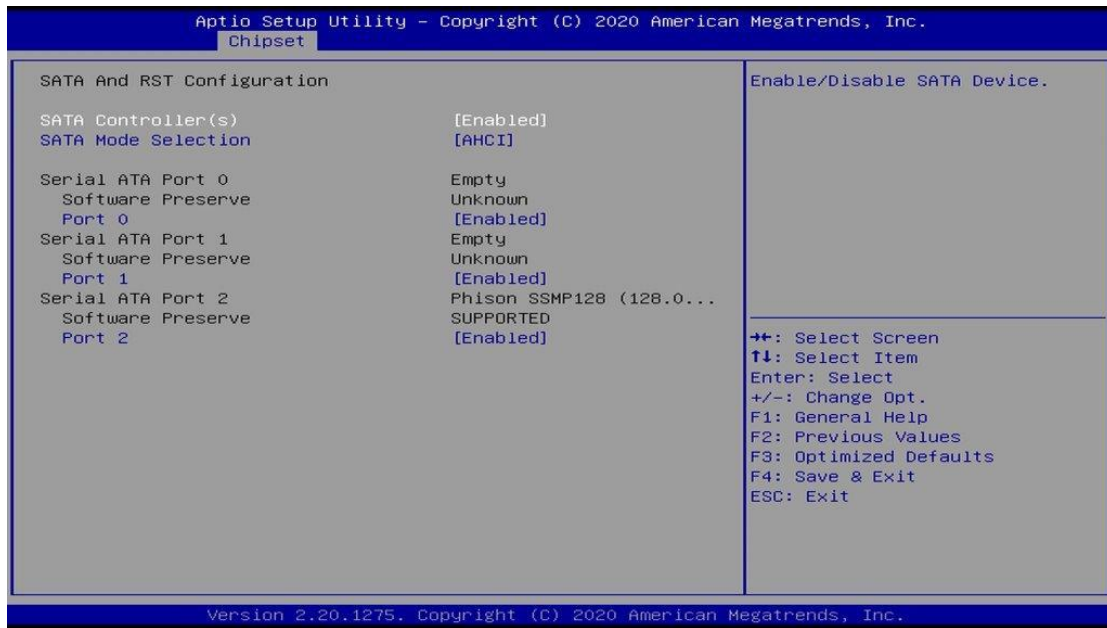 Aptio Setup Utility – Copyright (C) 2020 American Megatrends, Inc.
Chipset
SATA And RST Configuration
SATA Controller(s) [Enabled]
SATA Mode Selection [AHCI]
Serial ATA Port 0 Empty
Software Preserve Unknown
Port 0 [Enabled]
Serial ATA Port 1 Empty
Software Preserve Unknown
Port 1 [Enabled]
Serial ATA Port 2 Phison SSMP128 (128.0...
Software Preserve SUPPORTED
Port 2 [Enabled]
Enable/Disable SATA Device.
→←: Select Screen
↑↓: Select Item
Enter: Select
+/-: Change Opt.
F1: General Help
F2: Previous Values
F3: Optimized Defaults
F4: Save & Exit
ESC: Exit
Version 2.20.1275. Copyright (C) 2020 American Megatrends, Inc.